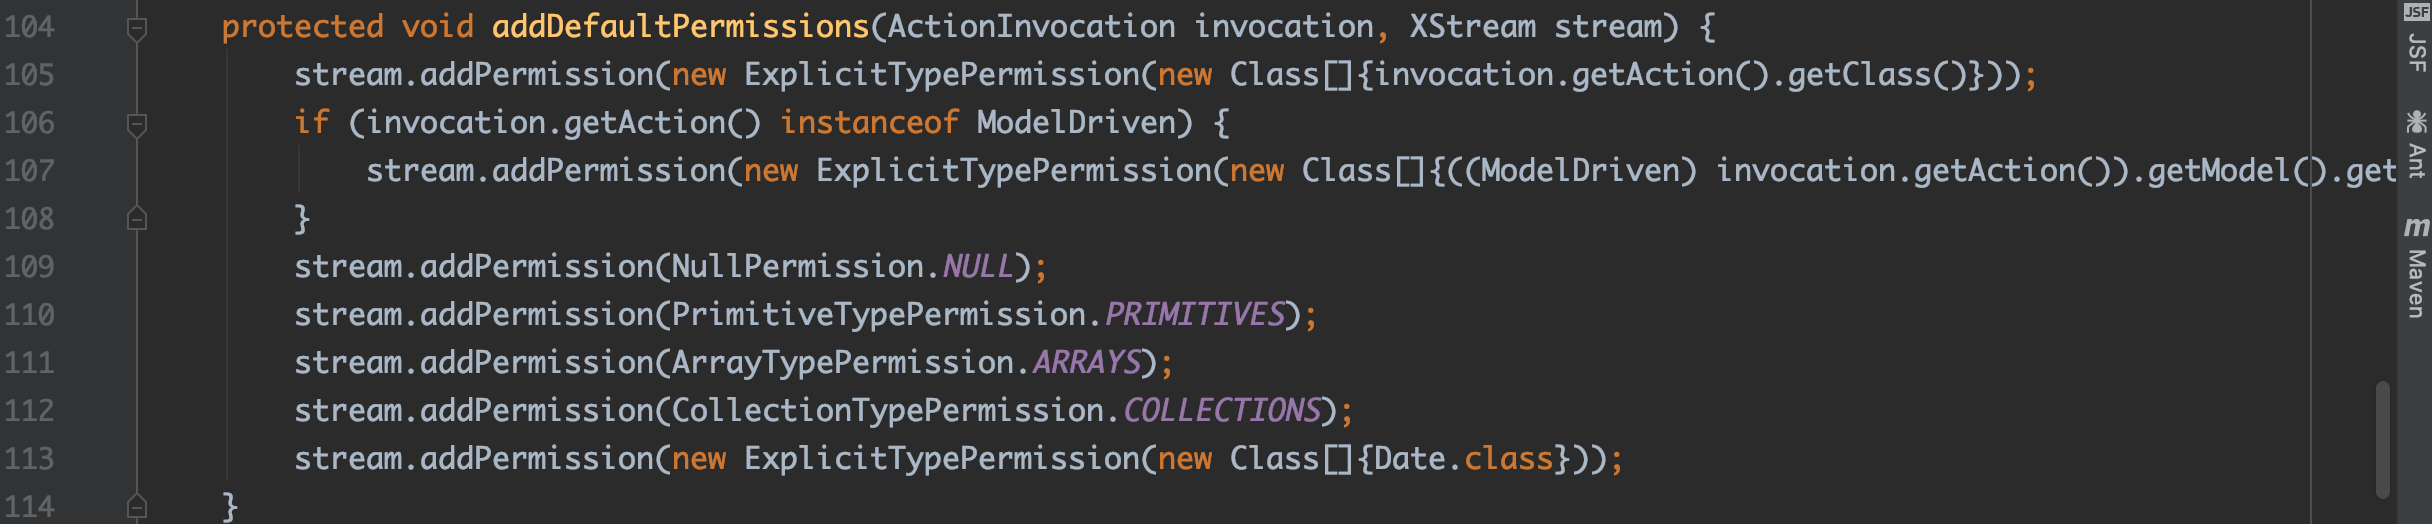 104 protected void addDefaultPermissions(ActionInvocation invocation, XStream stream) {
105 stream.addPermission(new ExplicitTypePermission(new Class[]{invocation.getAction().getClass()}));
106 if (invocation.getAction() instanceof ModelDriven) {
107 stream.addPermission(new ExplicitTypePermission(new Class[]{((ModelDriven) invocation.getAction()).getModel().get
108 }
109 stream.addPermission(NullPermission.NULL);
110 stream.addPermission(PrimitiveTypePermission.PRIMITIVES);
111 stream.addPermission(ArrayTypePermission.ARRAYS);
112 stream.addPermission(CollectionTypePermission.COLLECTIONS);
113 stream.addPermission(new ExplicitTypePermission(new Class[]{Date.class}));
114 }
JSF
JSF
Ant
m
Maven